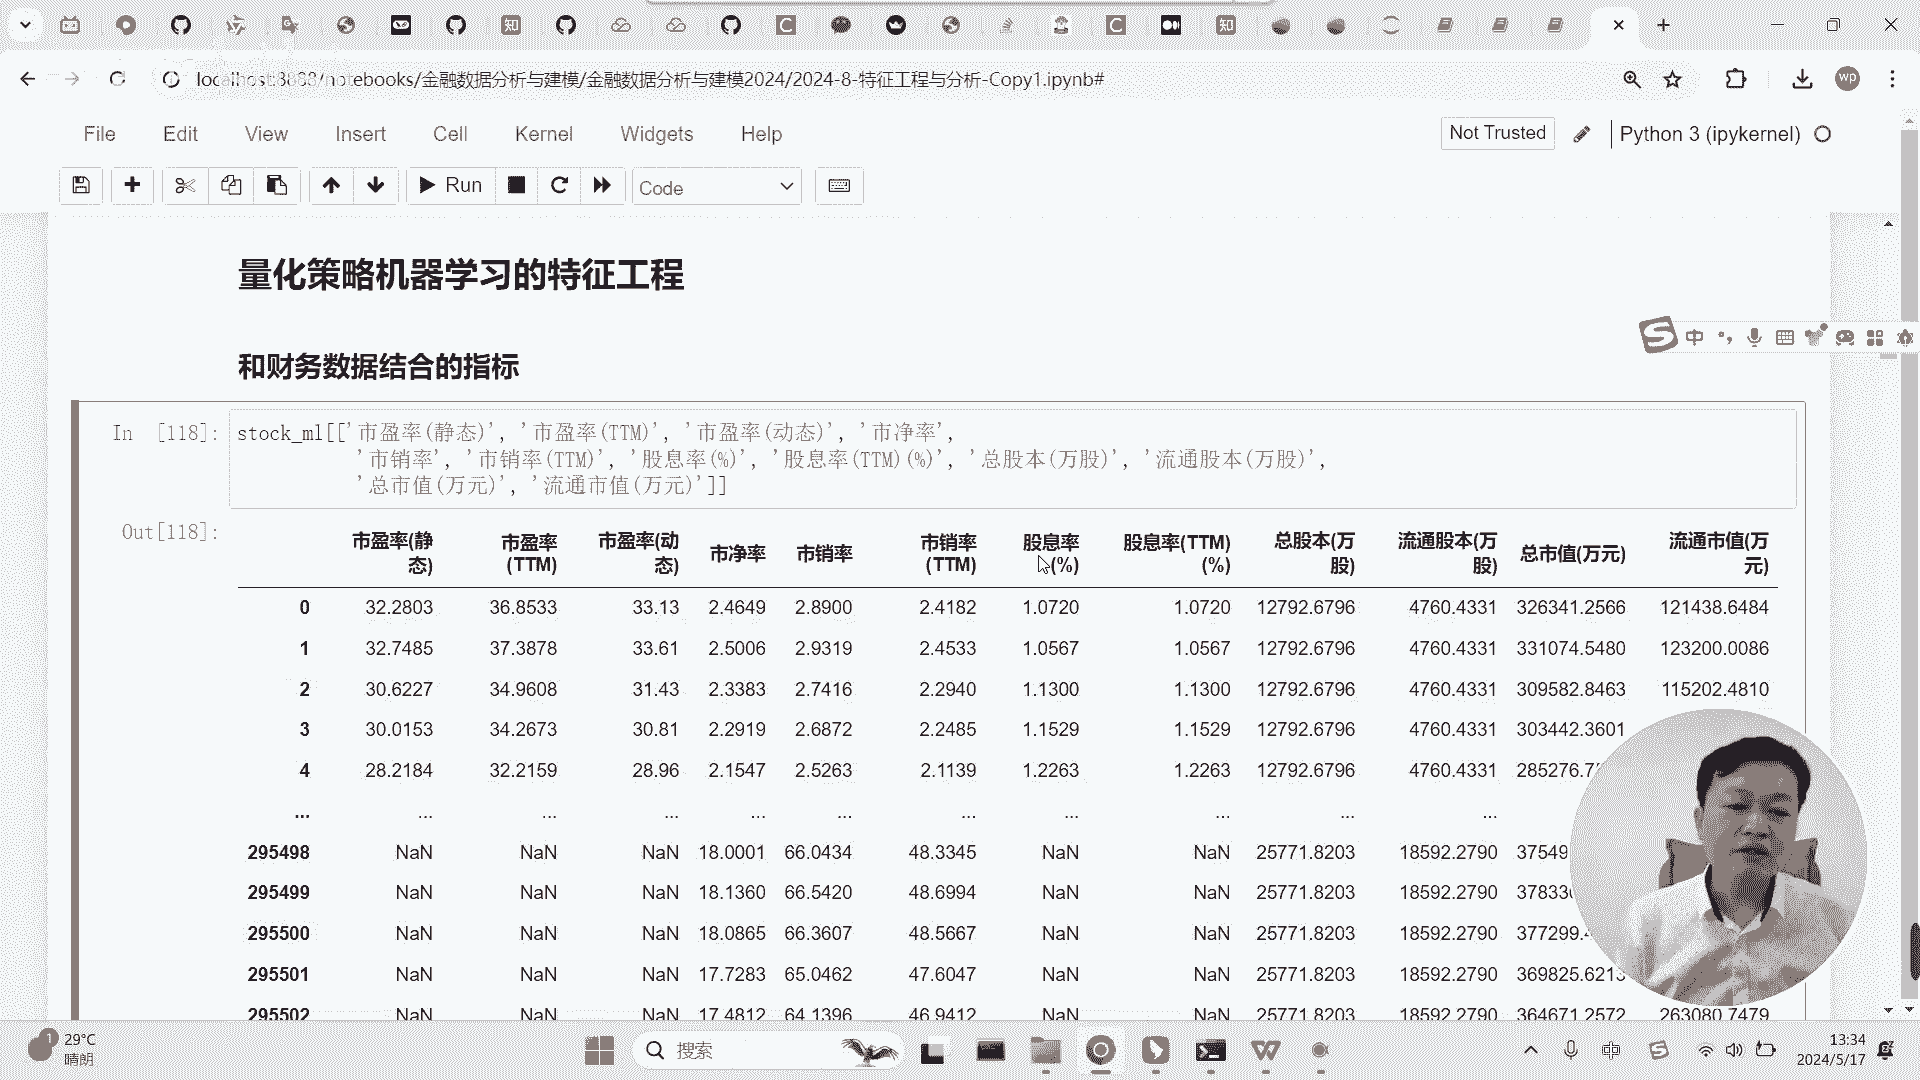 localhost:8888/notebooks/金融数据分析与建模/金融数据分析与建模2024/2024-8-特征工程与分析-Copy1.ipynb#
wp
File Edit View Insert Cell Kernel Widgets Help
Not Trusted
Python 3 (ipykernel)
Run
Code
量化策略机器学习的特征工程
中
和财务数据结合的指标
In [118]: stock_ml[['市盈率(静态)', '市盈率(TTM)', '市盈率(动态)', '市净率',
'市销率', '市销率(TTM)', '股息率(%)', '股息率(TTM)(%)', '总股本(万股)', '流通股本(万股)',
'总市值(万元)', '流通市值(万元)']]
Out[118]:
市盈率(静态) 市盈率(TTM) 市盈率(动态) 市净率 市销率 市销率(TTM) 股息率(%) 股息率(TTM)(%) 总股本(万股) 流通股本(万股) 总市值(万元) 流通市值(万元)
0 32.2803 36.8533 33.13 2.4649 2.8900 2.4182 1.0720 1.0720 12792.6796 4760.4331 326341.2566 121438.6484
1 32.7485 37.3878 33.61 2.5006 2.9319 2.4533 1.0567 1.0567 12792.6796 4760.4331 331074.5480 123200.0086
2 30.6227 34.9608 31.43 2.3383 2.7416 2.2940 1.1300 1.1300 12792.6796 4760.4331 309582.8463 115202.4810
3 30.0153 34.2673 30.81 2.2919 2.6872 2.2485 1.1529 1.1529 12792.6796 4760.4331 303442.3601
4 28.2184 32.2159 28.96 2.1547 2.5263 2.1139 1.2263 1.2263 12792.6796 4760.4331 285276.7
... ... ... ... ... ... ... ... ... ... ...
295498 NaN NaN NaN 18.0001 66.0434 48.3345 NaN NaN 25771.8203 18592.2790 37549
295499 NaN NaN NaN 18.1360 66.5420 48.6994 NaN NaN 25771.8203 18592.2790 3783
295500 NaN NaN NaN 18.0865 66.3607 48.5667 NaN NaN 25771.8203 18592.2790 377299.
295501 NaN NaN NaN 17.7283 65.0462 47.6047 NaN NaN 25771.8203 18592.2790 369825.621
295502 NaN NaN NaN 17.4812 64.1396 46.9412 NaN NaN 25771.8203 18592.2790 364671.2572 263080.7479
1
29°C
晴朗
搜索
中
13:34
2024/5/17